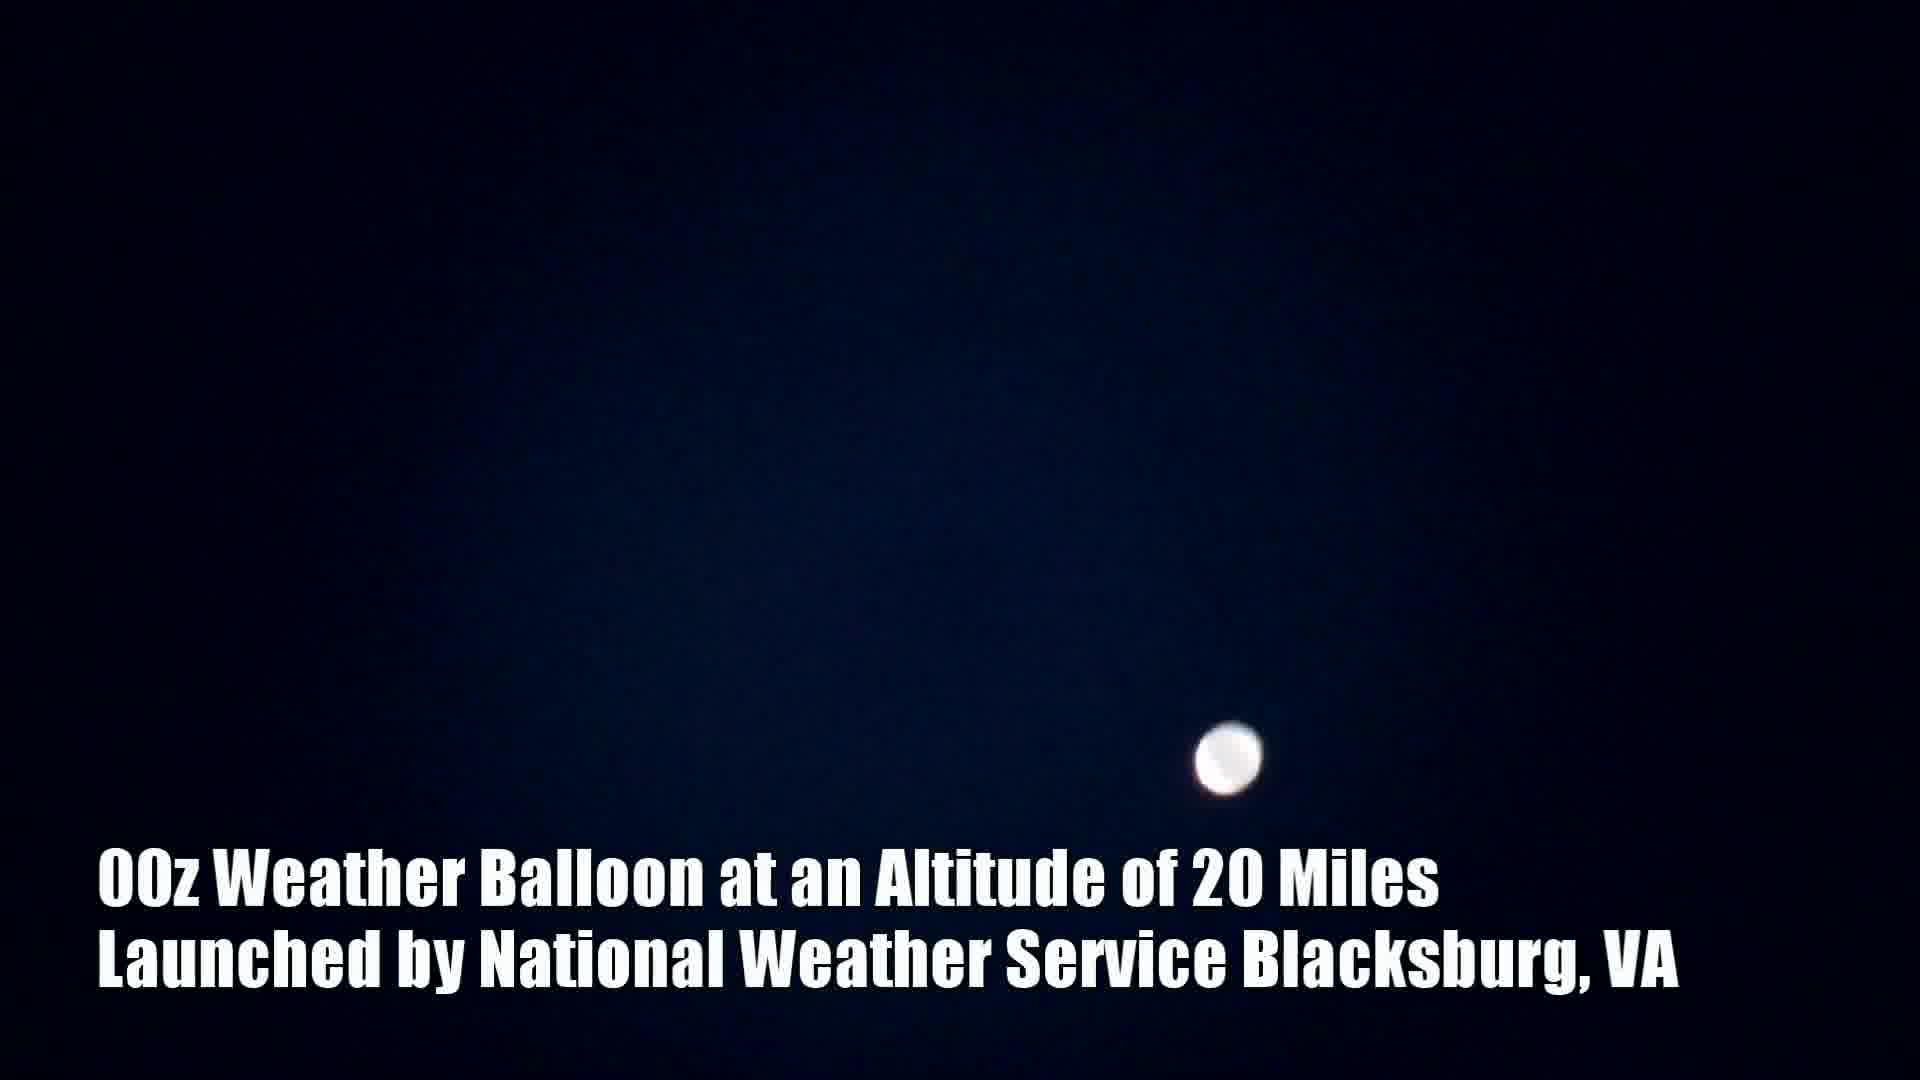 00z Weather Balloon at an Altitude of 20 Miles
Launched by National Weather Service Blacksburg, VA